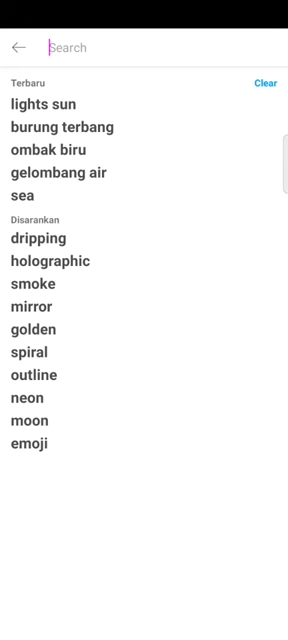 Search
Terbaru Clear
lights sun
burung terbang
ombak biru
gelombang air
sea
Disarankan
dripping
holographic
smoke
mirror
golden
spiral
outline
neon
moon
emoji